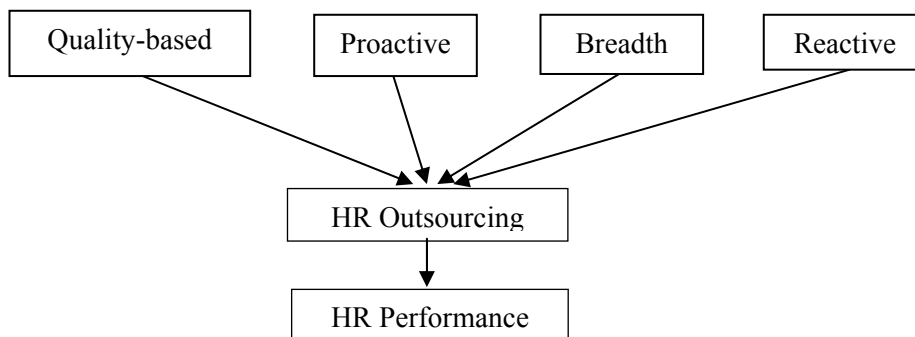 Quality-based
Proactive
Breadth
Reactive
HR Outsourcing
HR Performance